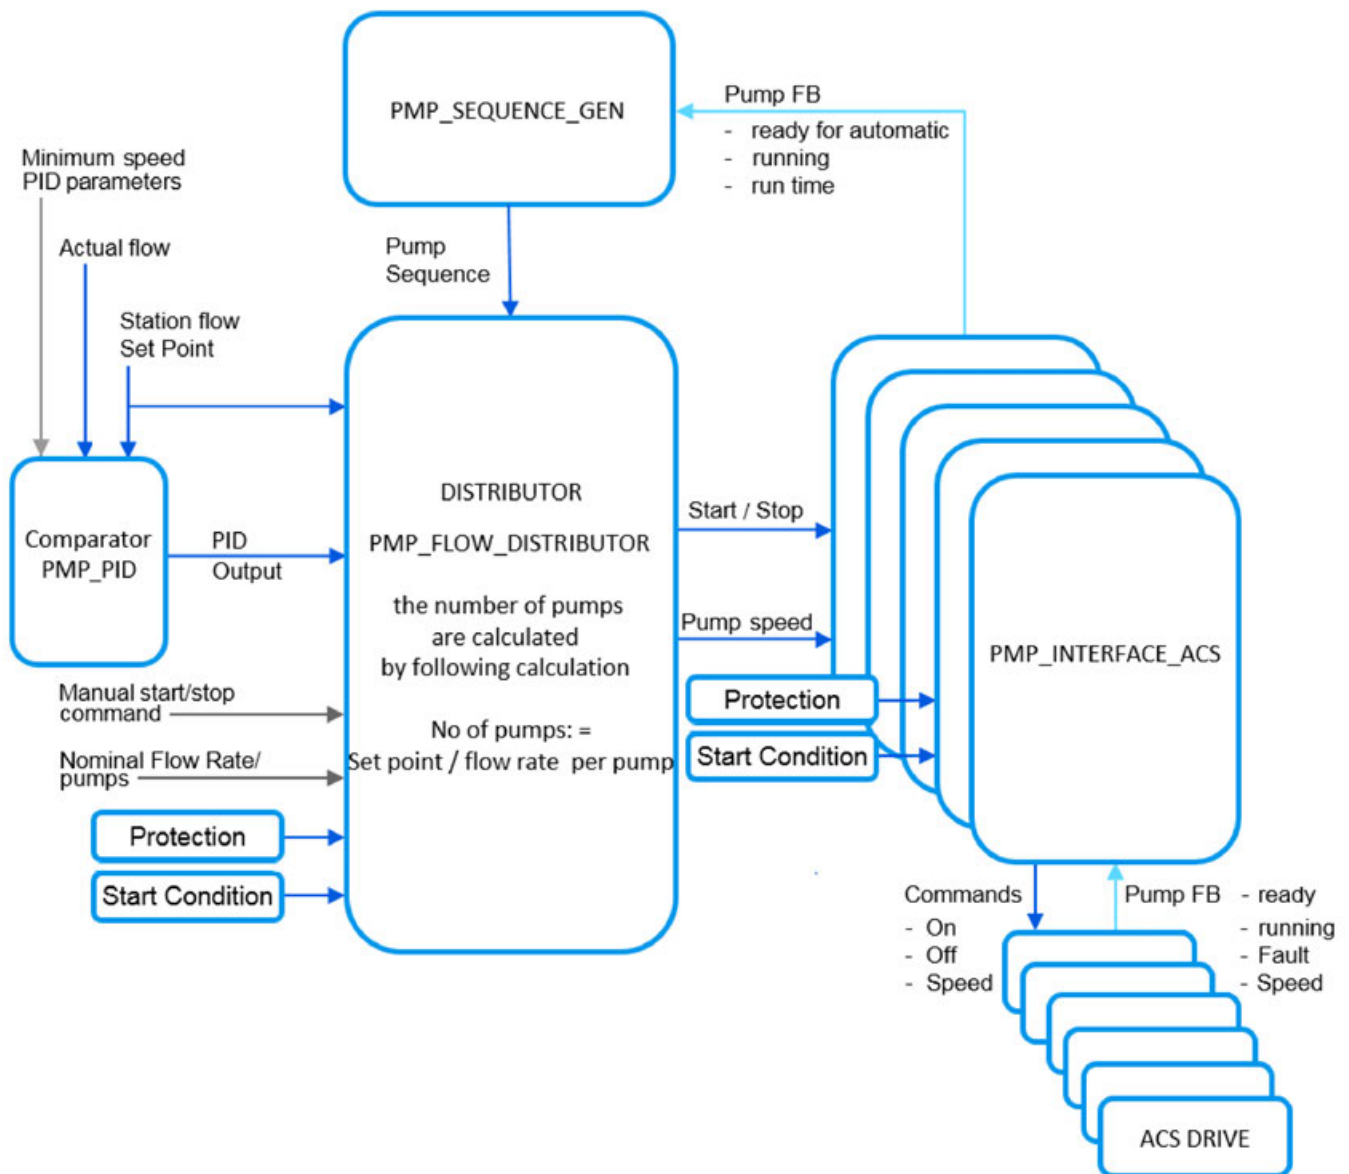 PMP_SEQUENCE_GEN
Pump FB
- ready for automatic
- running
- run time
Minimum speed
PID parameters
Actual flow
Station flow
Set Point
Pump
Sequence
Comparator
PMP_PID
PID
Output
DISTRIBUTOR
PMP_FLOW_DISTRIBUTOR
the number of pumps
are calculated
by following calculation
No of pumps: =
Set point / flow rate per pump
Manual start/stop
command
Nominal Flow Rate/
pumps
Protection
Start Condition
Start / Stop
Pump speed
Protection
Start Condition
PMP_INTERFACE_ACS
Commands
- On
- Off
- Speed
Pump FB - ready
- running
- Fault
- Speed
ACS DRIVE